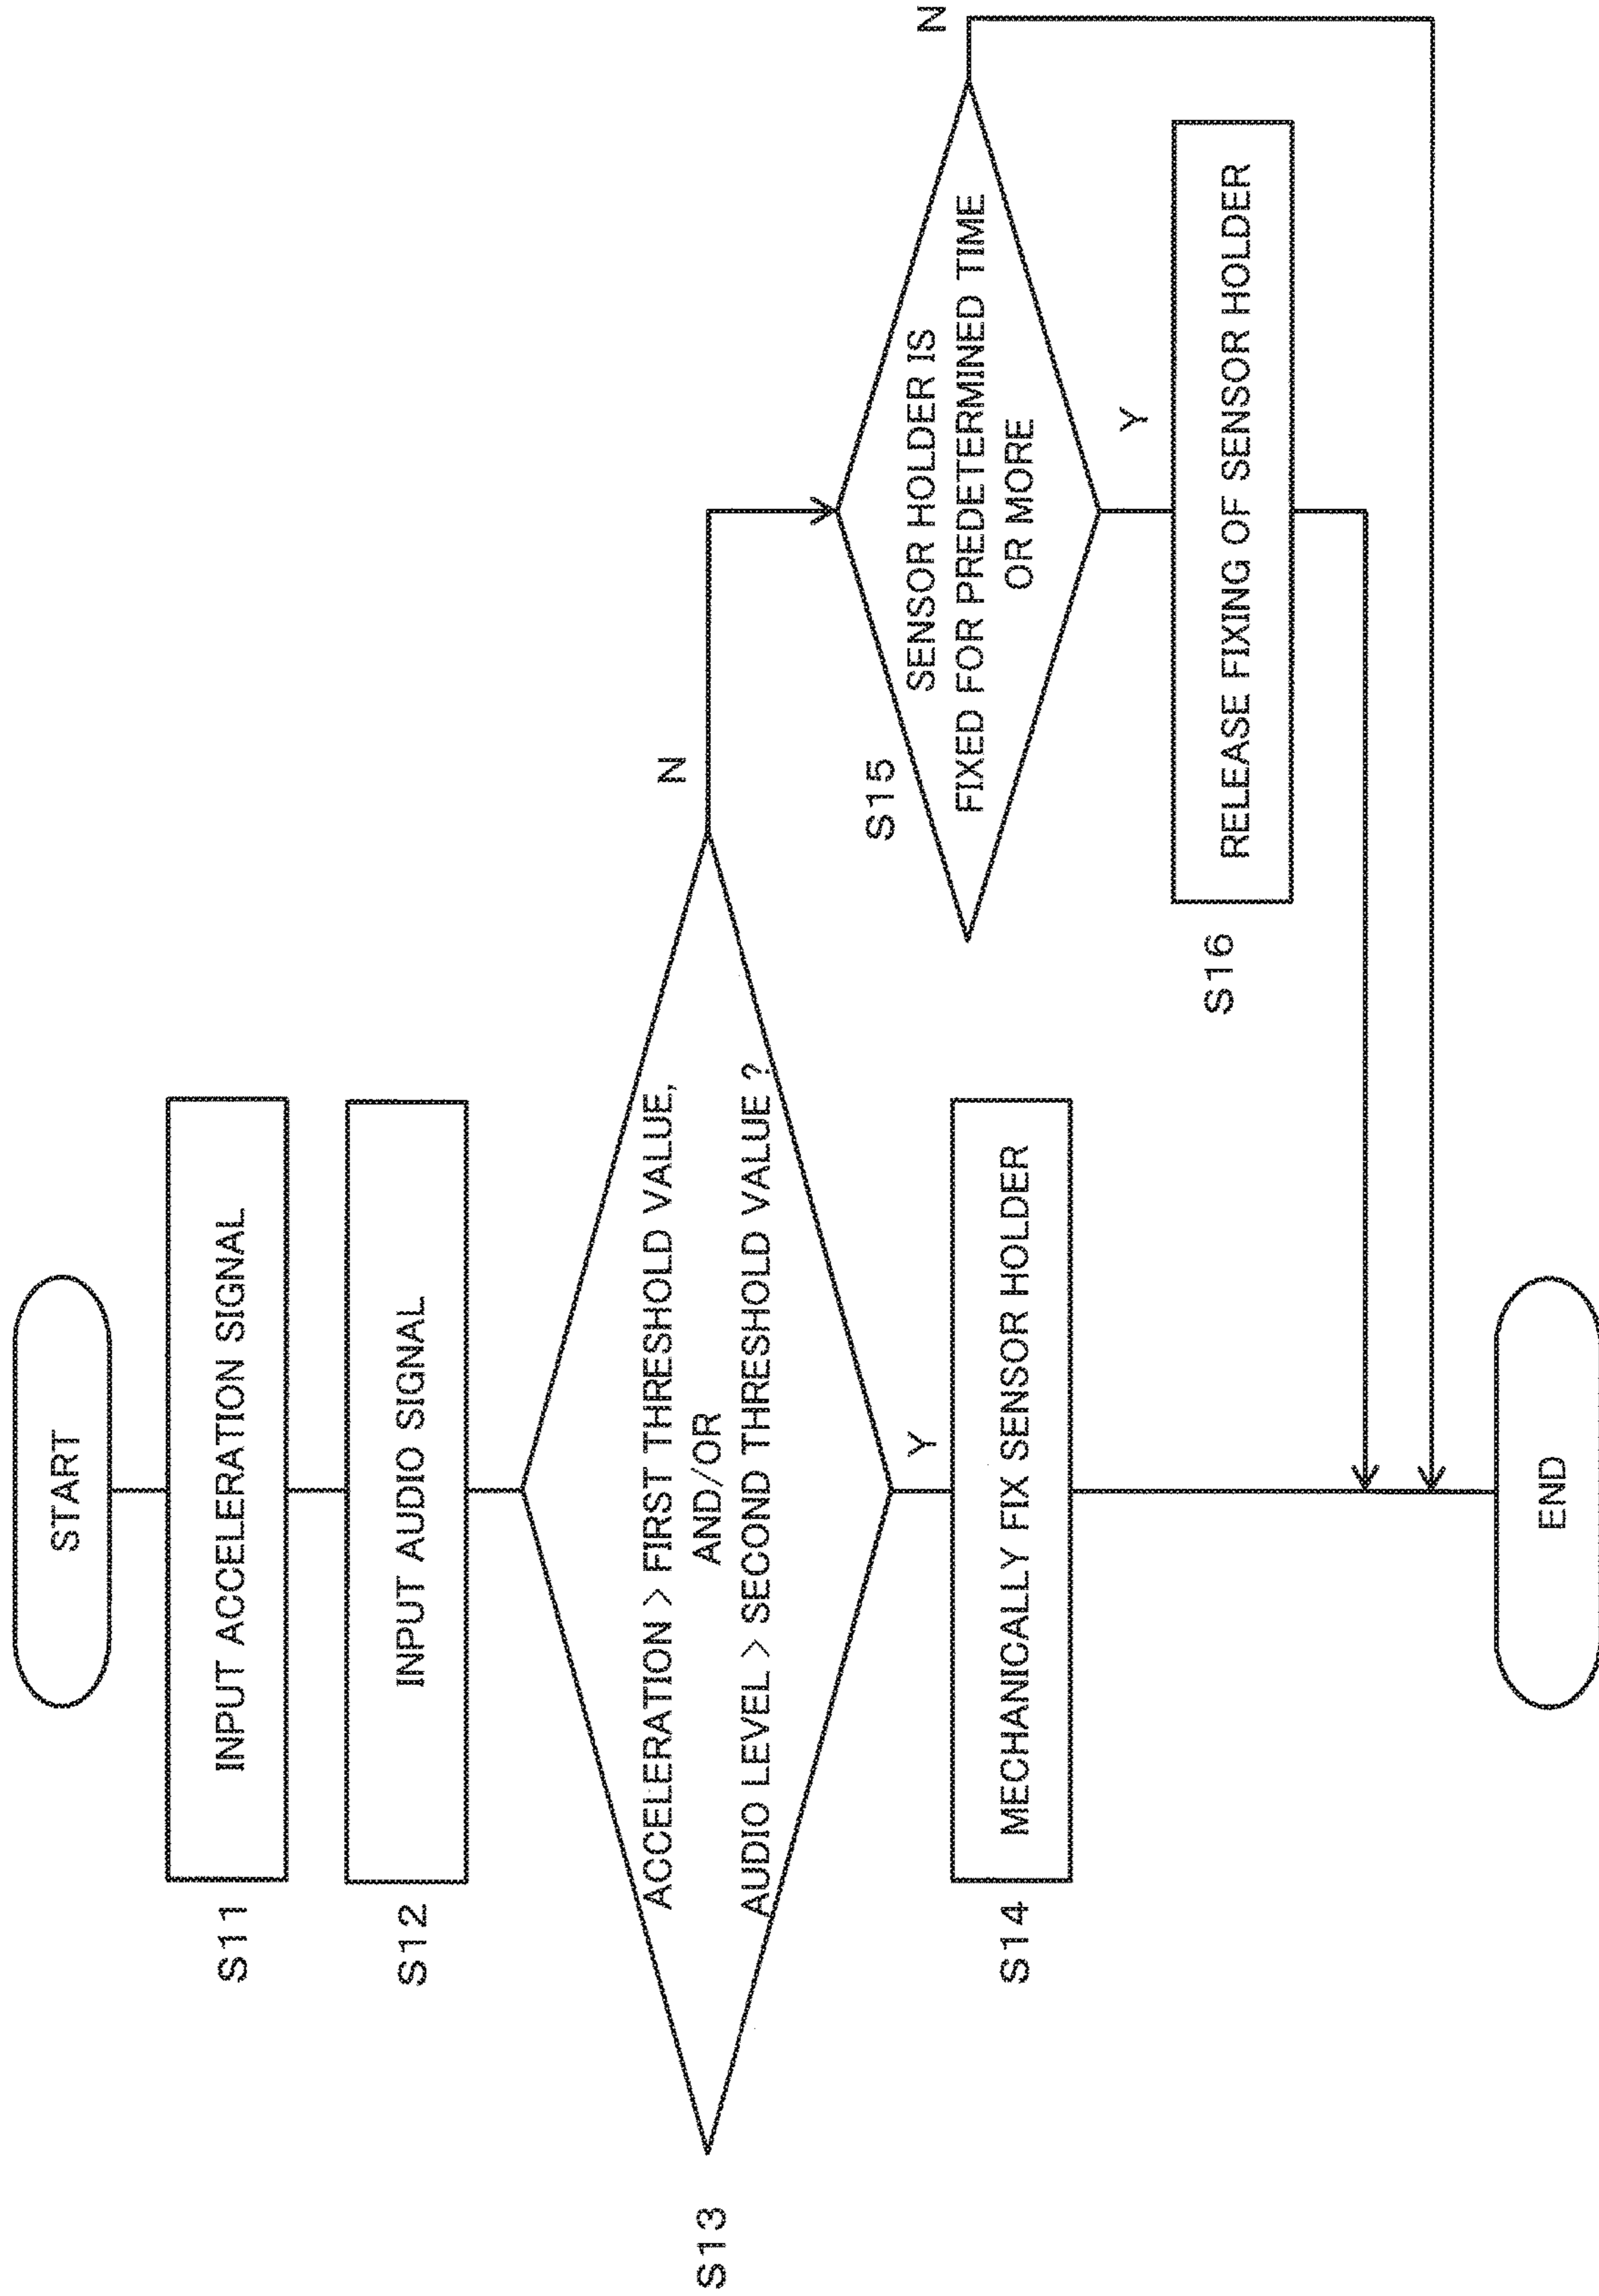 START
S11
INPUT ACCELERATION SIGNAL
S12
INPUT AUDIO SIGNAL
S13
ACCELERATION > FIRST THRESHOLD VALUE,
AND/OR
AUDIO LEVEL > SECOND THRESHOLD VALUE ?
N
Y
S14
MECHANICALLY FIX SENSOR HOLDER
S15
SENSOR HOLDER IS
FIXED FOR PREDETERMINED TIME
OR MORE
N
Y
S16
RELEASE FIXING OF SENSOR HOLDER
END